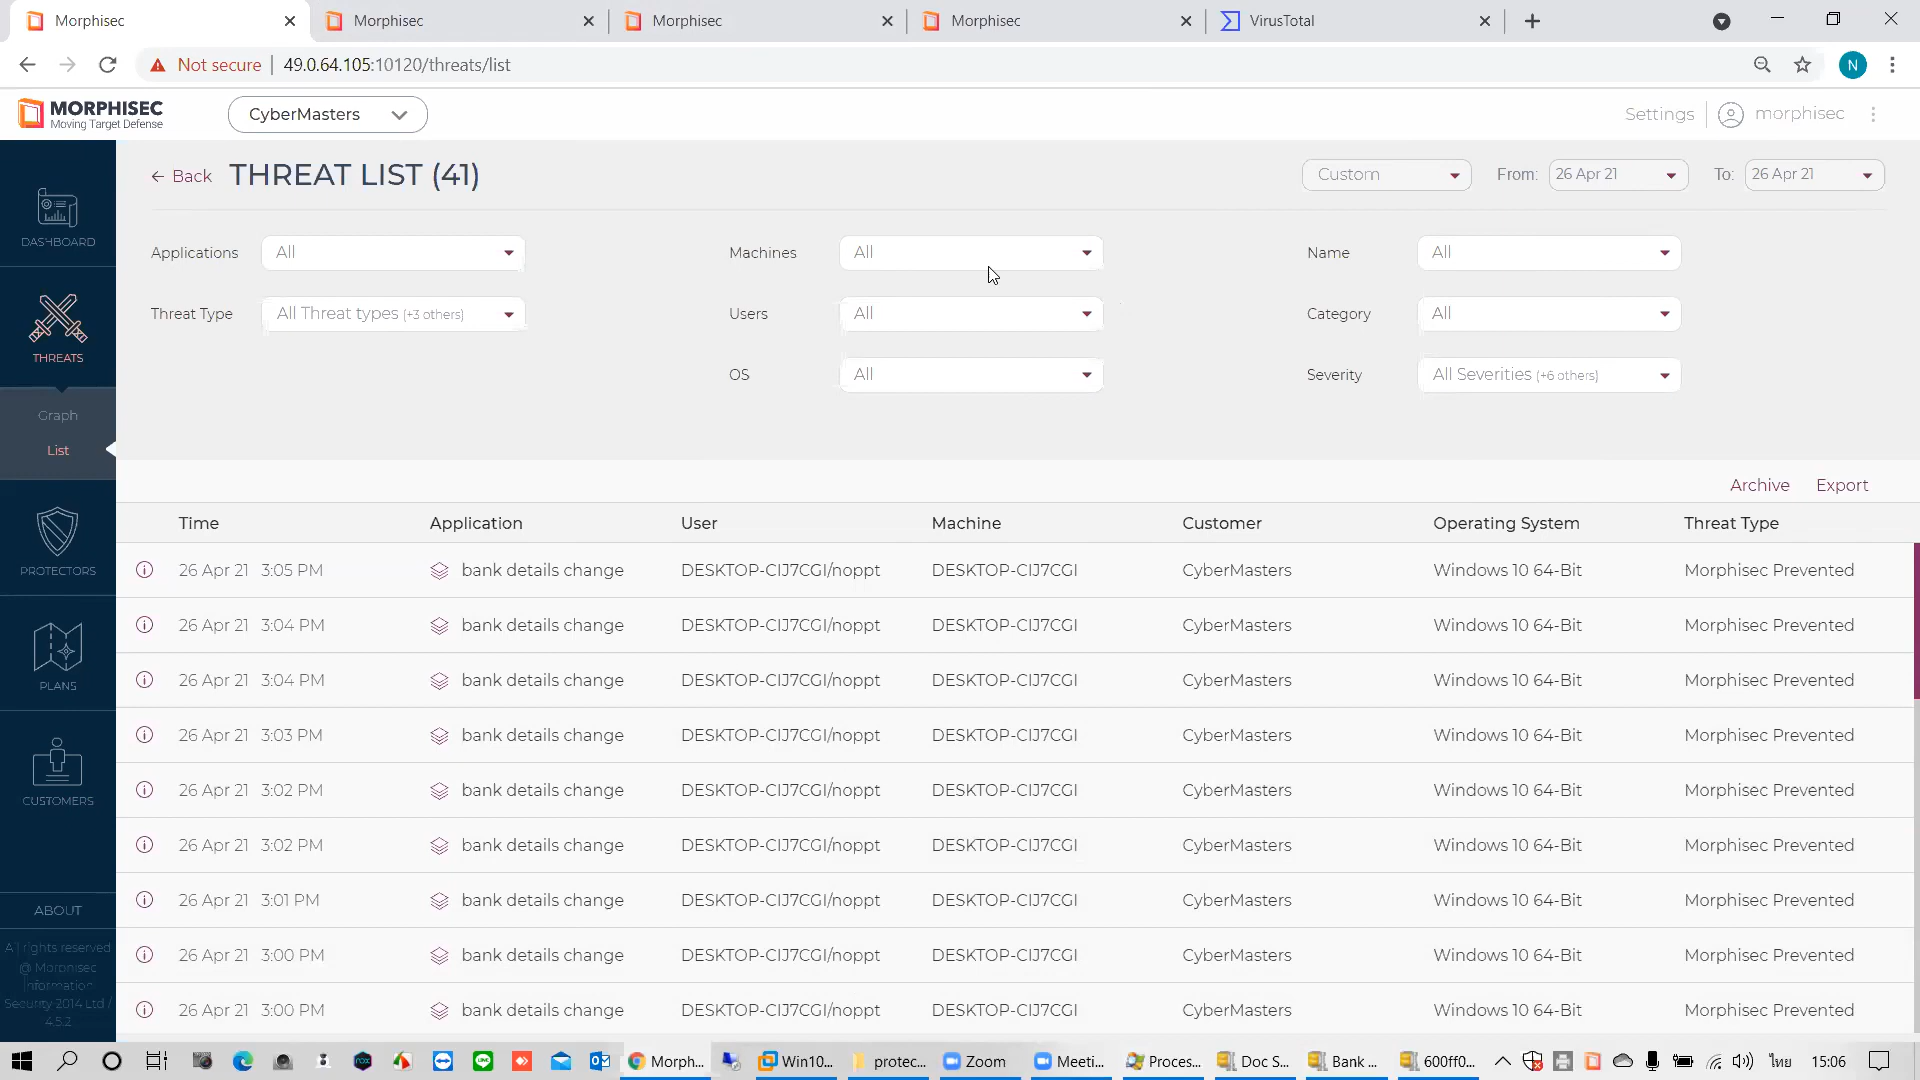 Morphisec
Morphisec
Morphisec
Morphisec
VirusTotal
Not secure
49.0.64.105:10120/threats/list
N
MORPHISEC
Moving Target Defense
CyberMasters
Settings
morphisec
Back
THREAT LIST (41)
Custom
From:
26 Apr 21
To:
26 Apr 21
Applications
All
Machines
All
Name
All
Threat Type
All Threat types (+3 others)
Users
All
Category
All
OS
All
Severity
All Severities (+6 others)
DASHBOARD
THREATS
Graph
List
PROTECTORS
PLANS
CUSTOMERS
ABOUT
All rights reserved
@ Morphisec
Information
Security 2014 Ltd /
4.5.2
Archive
Export
Time Application User Machine Customer Operating System Threat Type
26 Apr 21 3:05 PM bank details change DESKTOP-CIJ7CGI/noppt DESKTOP-CIJ7CGI CyberMasters Windows 10 64-Bit Morphisec Prevented
26 Apr 21 3:04 PM bank details change DESKTOP-CIJ7CGI/noppt DESKTOP-CIJ7CGI CyberMasters Windows 10 64-Bit Morphisec Prevented
26 Apr 21 3:04 PM bank details change DESKTOP-CIJ7CGI/noppt DESKTOP-CIJ7CGI CyberMasters Windows 10 64-Bit Morphisec Prevented
26 Apr 21 3:03 PM bank details change DESKTOP-CIJ7CGI/noppt DESKTOP-CIJ7CGI CyberMasters Windows 10 64-Bit Morphisec Prevented
26 Apr 21 3:02 PM bank details change DESKTOP-CIJ7CGI/noppt DESKTOP-CIJ7CGI CyberMasters Windows 10 64-Bit Morphisec Prevented
26 Apr 21 3:02 PM bank details change DESKTOP-CIJ7CGI/noppt DESKTOP-CIJ7CGI CyberMasters Windows 10 64-Bit Morphisec Prevented
26 Apr 21 3:01 PM bank details change DESKTOP-CIJ7CGI/noppt DESKTOP-CIJ7CGI CyberMasters Windows 10 64-Bit Morphisec Prevented
26 Apr 21 3:00 PM bank details change DESKTOP-CIJ7CGI/noppt DESKTOP-CIJ7CGI CyberMasters Windows 10 64-Bit Morphisec Prevented
26 Apr 21 3:00 PM bank details change DESKTOP-CIJ7CGI/noppt DESKTOP-CIJ7CGI CyberMasters Windows 10 64-Bit Morphisec Prevented
Morph...
Win10...
protec...
Zoom
Meeti...
Proces...
Doc S...
Bank ...
600ff0...
ไทย
15:06